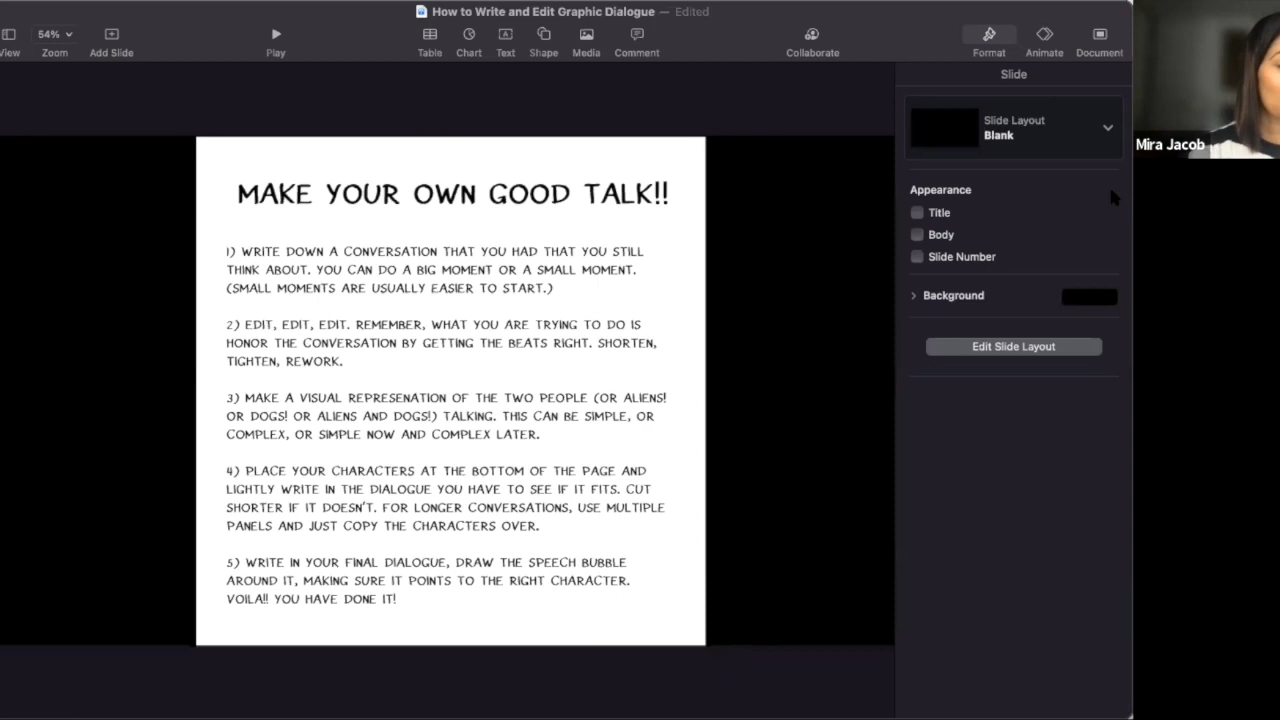 How to Write and Edit Graphic Dialogue — Edited
View
54%
Zoom
Add Slide
Play
Table
Chart
Text
Shape
Media
Comment
Collaborate
Format
Animate
Document
Slide
Slide Layout
Blank
Appearance
Title
Body
Slide Number
Background
Edit Slide Layout
Mira Jacob
MAKE YOUR OWN GOOD TALK!!
1) WRITE DOWN A CONVERSATION THAT YOU HAD THAT YOU STILL
THINK ABOUT. YOU CAN DO A BIG MOMENT OR A SMALL MOMENT.
(SMALL MOMENTS ARE USUALLY EASIER TO START.)
2) EDIT, EDIT, EDIT. REMEMBER, WHAT YOU ARE TRYING TO DO IS
HONOR THE CONVERSATION BY GETTING THE BEATS RIGHT. SHORTEN,
TIGHTEN, REWORK.
3) MAKE A VISUAL REPRESENATION OF THE TWO PEOPLE (OR ALIENS!
OR DOGS! OR ALIENS AND DOGS!) TALKING. THIS CAN BE SIMPLE, OR
COMPLEX, OR SIMPLE NOW AND COMPLEX LATER.
4) PLACE YOUR CHARACTERS AT THE BOTTOM OF THE PAGE AND
LIGHTLY WRITE IN THE DIALOGUE YOU HAVE TO SEE IF IT FITS. CUT
SHORTER IF IT DOESN'T. FOR LONGER CONVERSATIONS, USE MULTIPLE
PANELS AND JUST COPY THE CHARACTERS OVER.
5) WRITE IN YOUR FINAL DIALOGUE, DRAW THE SPEECH BUBBLE
AROUND IT, MAKING SURE IT POINTS TO THE RIGHT CHARACTER.
VOILA!! YOU HAVE DONE IT!